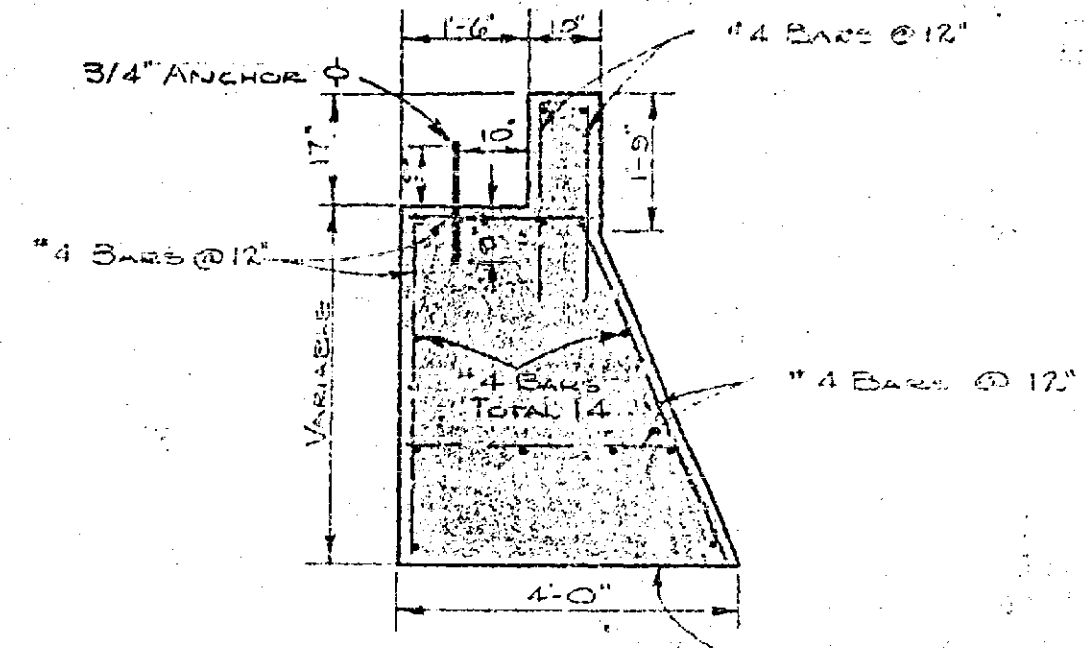 1'-6"
10"
"4 BARS @ 12"
3/4" ANCHOR ϕ
17"
10"
1'-9"
"4 BARS @ 12"
VARIABLE
"4 BARS
TOTAL 14
"4 BARS @ 12"
4'-0"